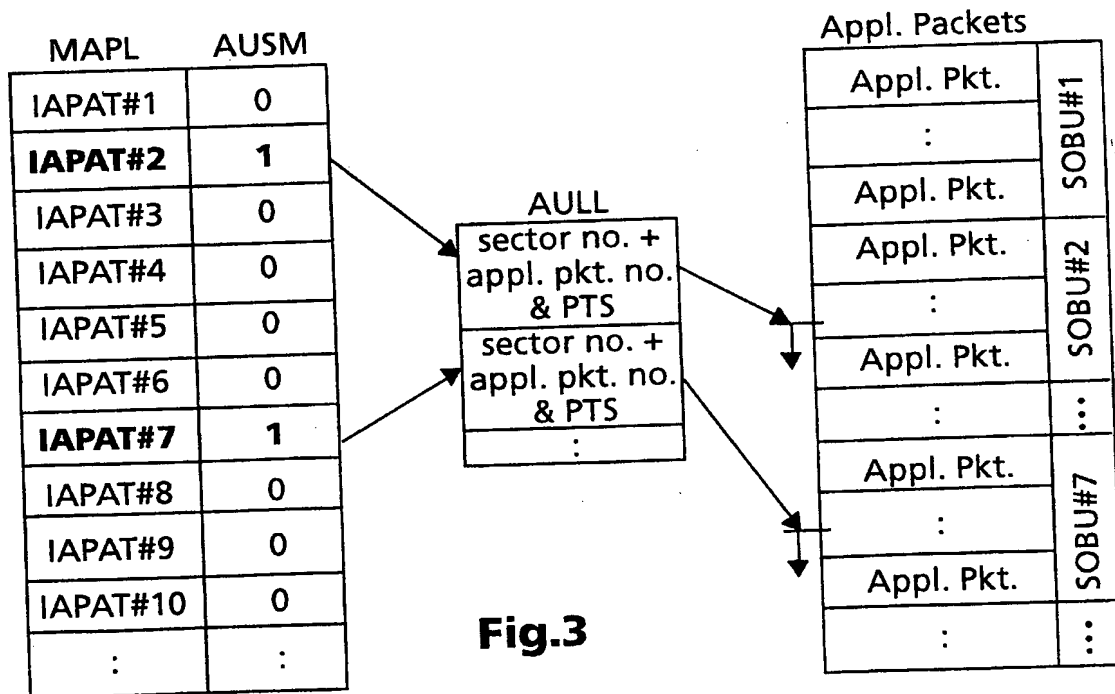 MAPL AUSM
IAPAT#1 0
IAPAT#2 1
IAPAT#3 0
IAPAT#4 0
IAPAT#5 0
IAPAT#6 0
IAPAT#7 1
IAPAT#8 0
IAPAT#9 0
IAPAT#10 0
: :
AULL
sector no. +
appl. pkt. no.
& PTS
sector no. +
appl. pkt. no.
& PTS
:
Appl. Packets
Appl. Pkt.
:
Appl. Pkt.
SOBU#1
Appl. Pkt.
:
Appl. Pkt.
SOBU#2
:
...
Appl. Pkt.
:
Appl. Pkt.
SOBU#7
:
...
Fig.3